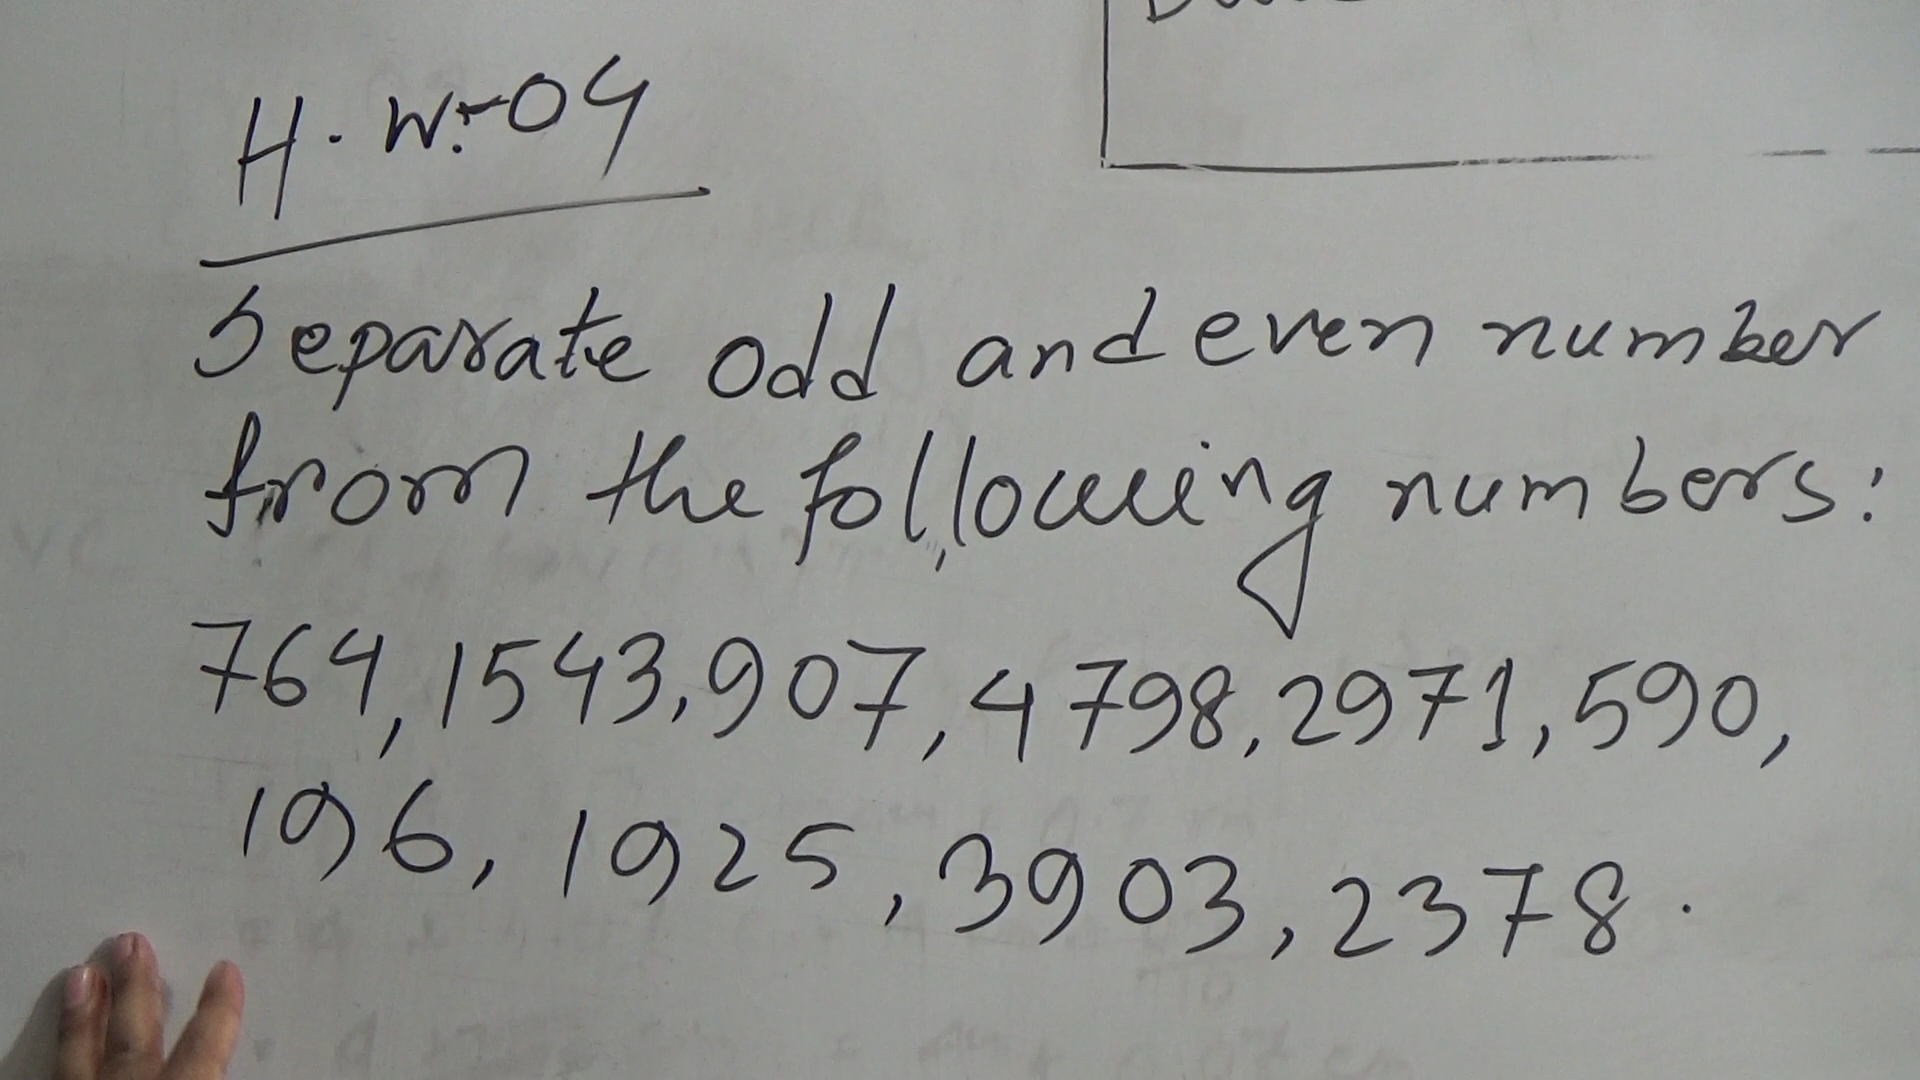 H.W:-04
Separate odd and even number
from the following numbers:
764, 1543, 907, 4798, 2971, 590,
196, 1925, 3903, 2378.